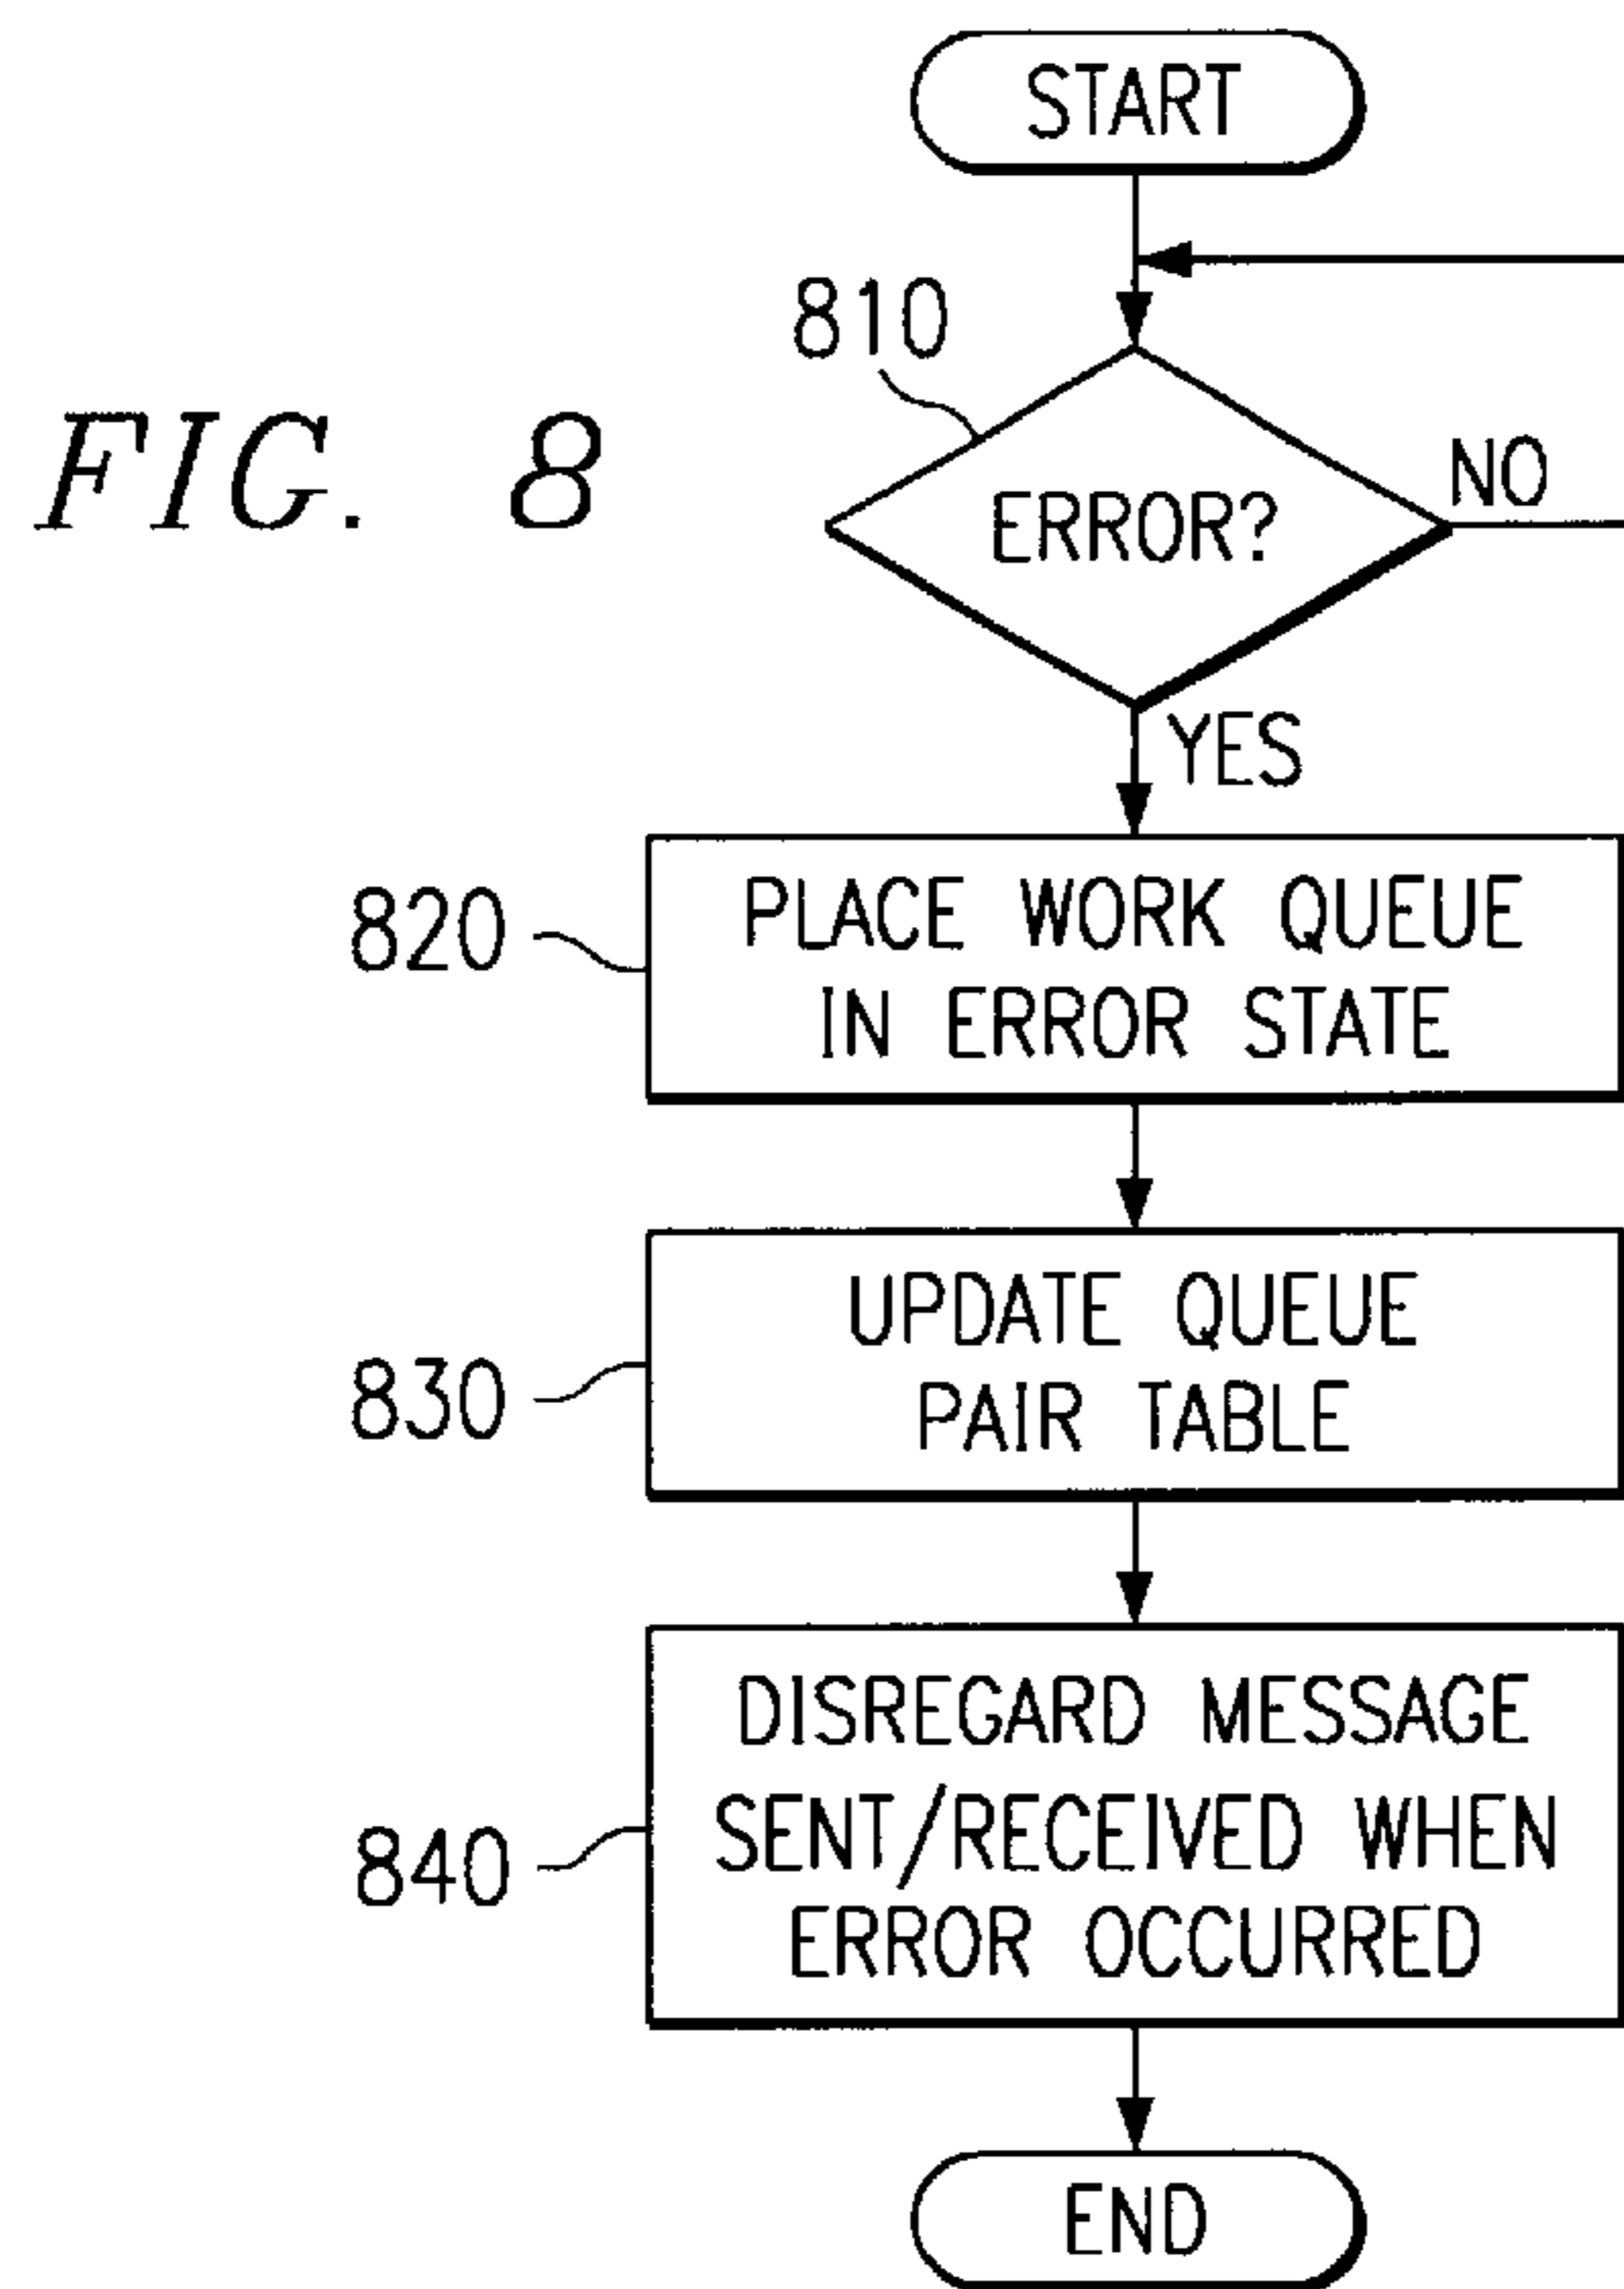 START
810
FIG. 8
ERROR?
NO
YES
820
PLACE WORK QUEUE
IN ERROR STATE
830
UPDATE QUEUE
PAIR TABLE
840
DISREGARD MESSAGE
SENT/RECEIVED WHEN
ERROR OCCURRED
END